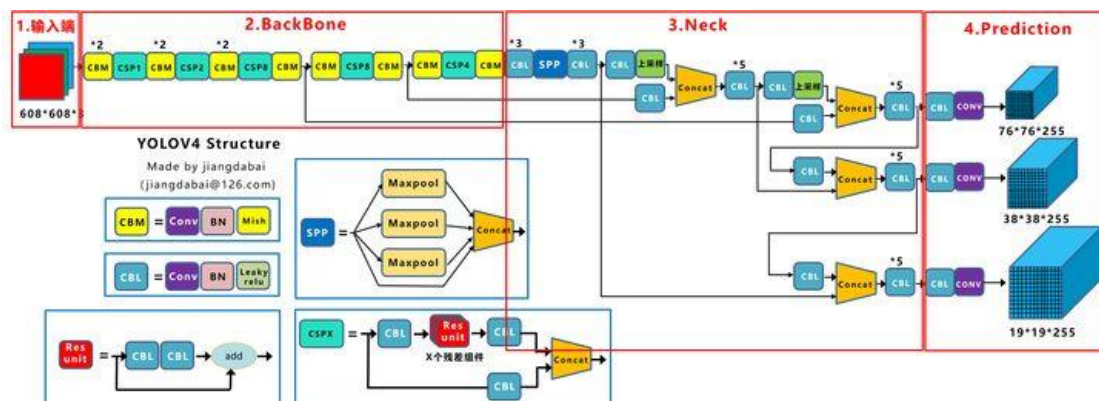 1.输入端
2.BackBone
3.Neck
4.Prediction
*2 *2 *2
CBM CSP1 CBM CSP2 CBM CSP8 CBM CBM CSP8 CBM CBM CSP4 CBM
*3 *3
CBL SPP CBL CBL 上采样
CBL Concat
*5
CBL CBL 上采样
CBL Concat
*5
CBL CBL CONV
76*76*255
CBL Concat
*5
CBL CBL CONV
38*38*255
CBL Concat
*5
CBL CBL CONV
19*19*255
608*608*3
YOLOV4 Structure
Made by jiangdabai
(jiangdabai@126.com)
CBM = Conv BN Mish
CBL = Conv BN Leaky
relu
SPP = Maxpool
Maxpool
Maxpool
Concat
Res
unit = CBL CBL add
CSPX = CBL Res
unit CBL
X个残差组件
CBL
Concat